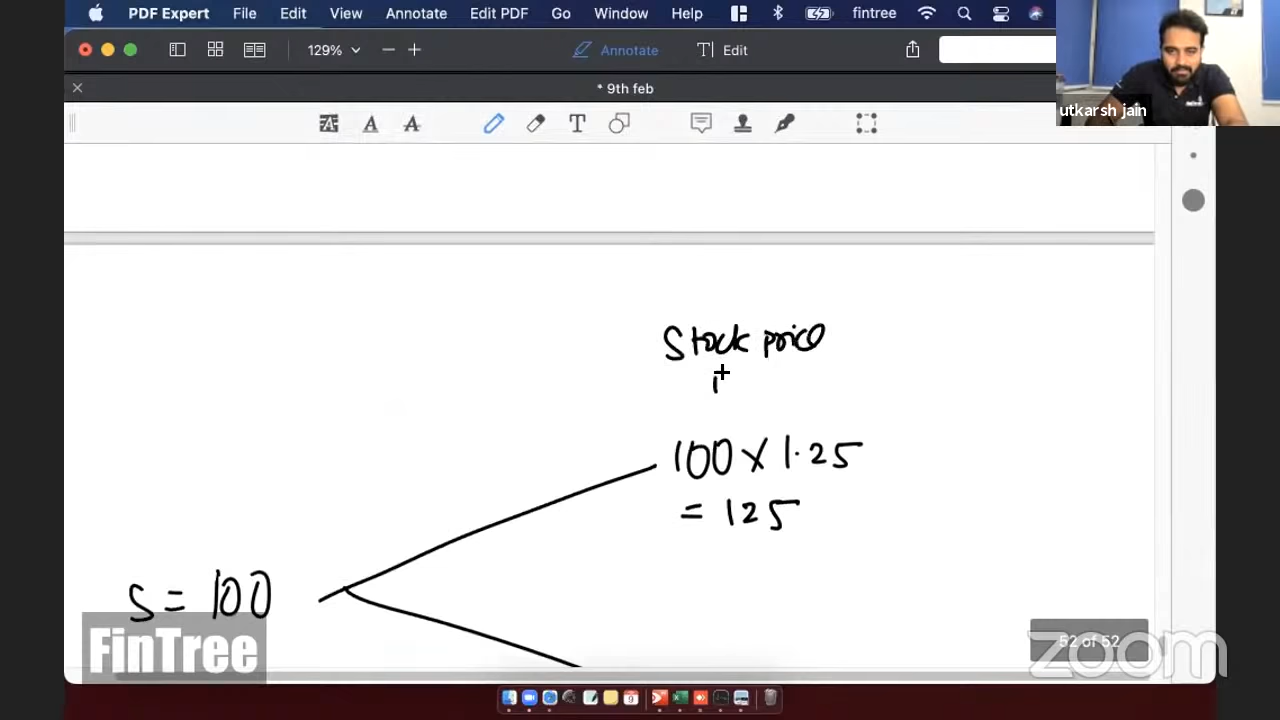 PDF Expert File Edit View Annotate Edit PDF Go Window Help fintree
129% Annotate T Edit
* 9th feb
utkarsh jain
Stock price
100 x 1.25
= 125
S = 100
FinTree
52 of 52
zoom